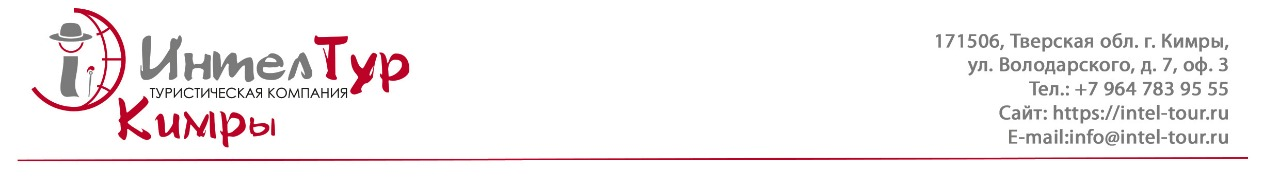 ИнтелТур
ТУРИСТИЧЕСКАЯ КОМПАНИЯ
Кимры
171506, Тверская обл. г. Кимры,
ул. Володарского, д. 7, оф. 3
Тел.: +7 964 783 95 55
Сайт: https://intel-tour.ru
E-mail:info@intel-tour.ru